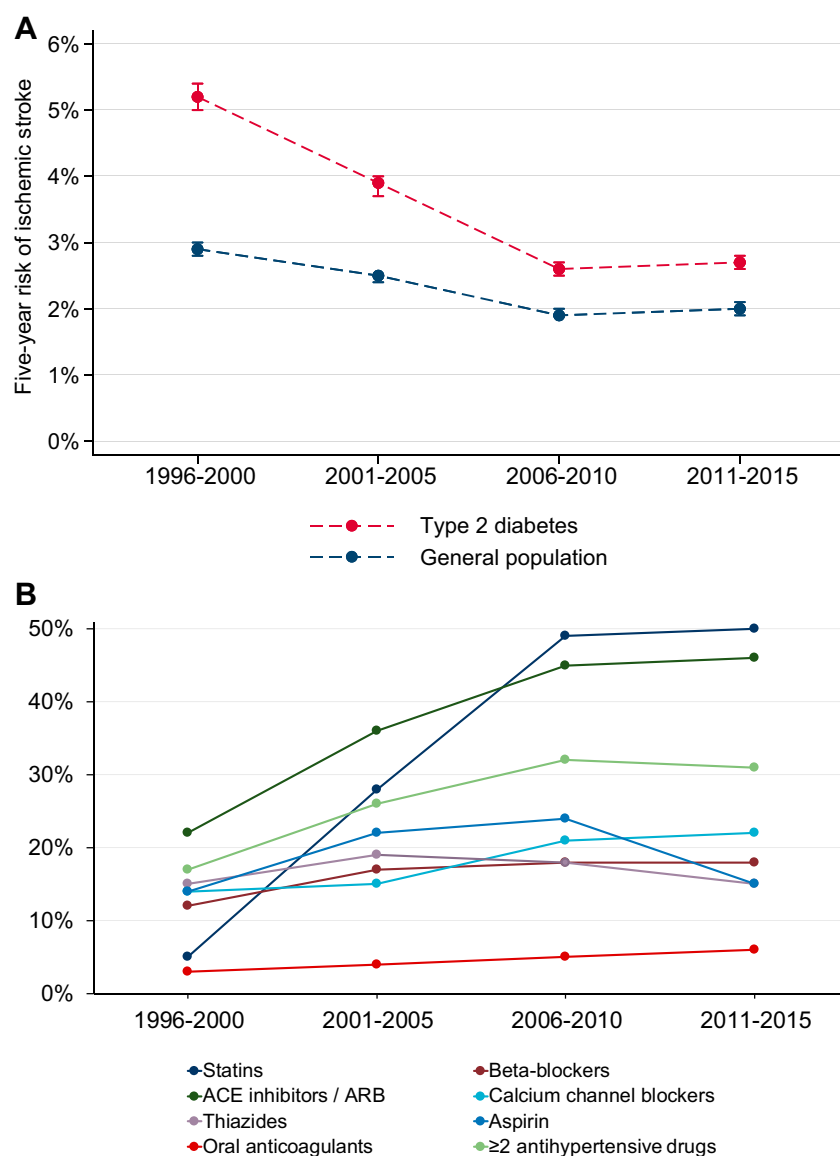 A
Five-year risk of ischemic stroke
6%
5%
4%
3%
2%
1%
0%
1996-2000 2001-2005 2006-2010 2011-2015
Type 2 diabetes
General population
B
50%
40%
30%
20%
10%
0%
1996-2000 2001-2005 2006-2010 2011-2015
Statins Beta-blockers
ACE inhibitors / ARB Calcium channel blockers
Thiazides Aspirin
Oral anticoagulants ≥2 antihypertensive drugs